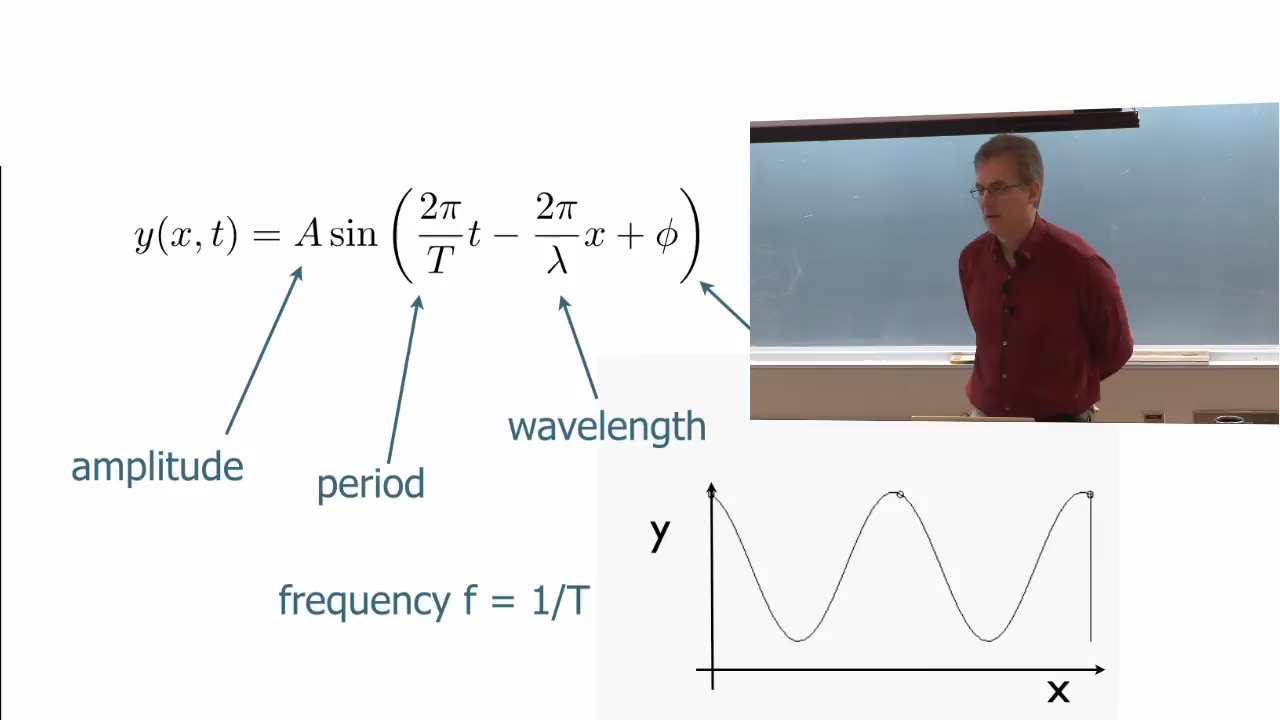 y(x, t) = A sin ( 2π/T t − 2π/λ x + ϕ )
wavelength
amplitude
period
y
frequency f = 1/T
x